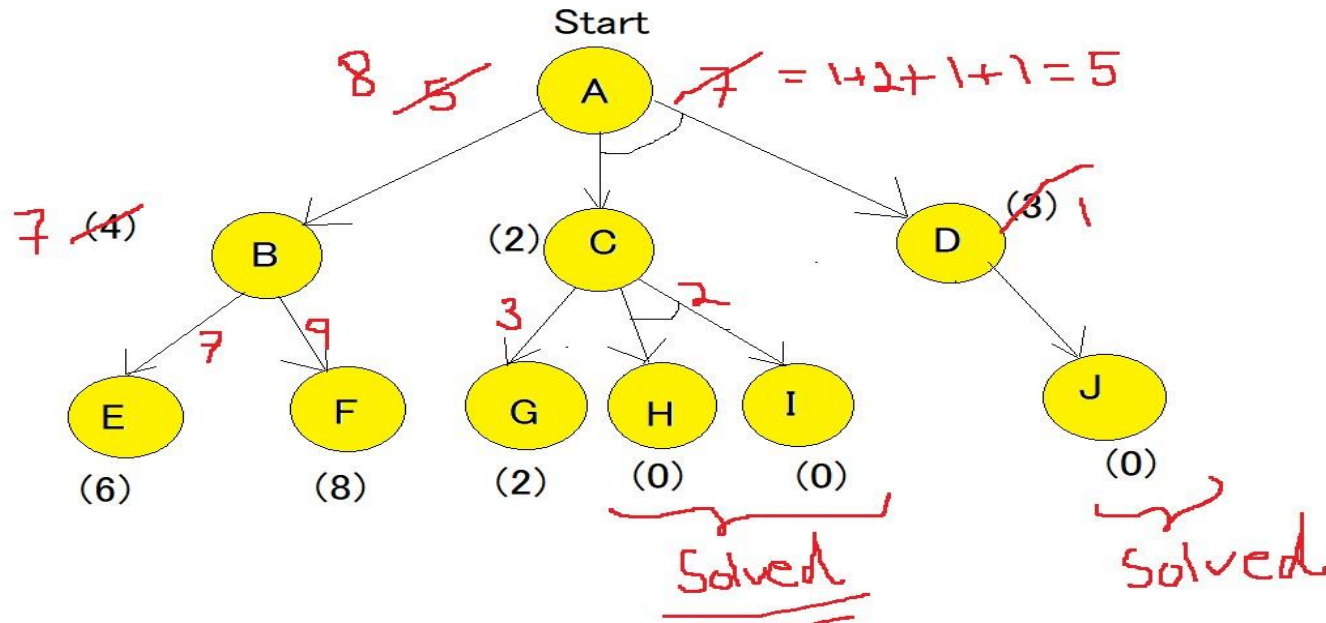 Start
8 5 A 7 = 1+2+1+1=5
7 (4) B (2) C D (3) 1
7 9 3 2
E F G H I J
(6) (8) (2) (0) (0) (0)
Solved Solved